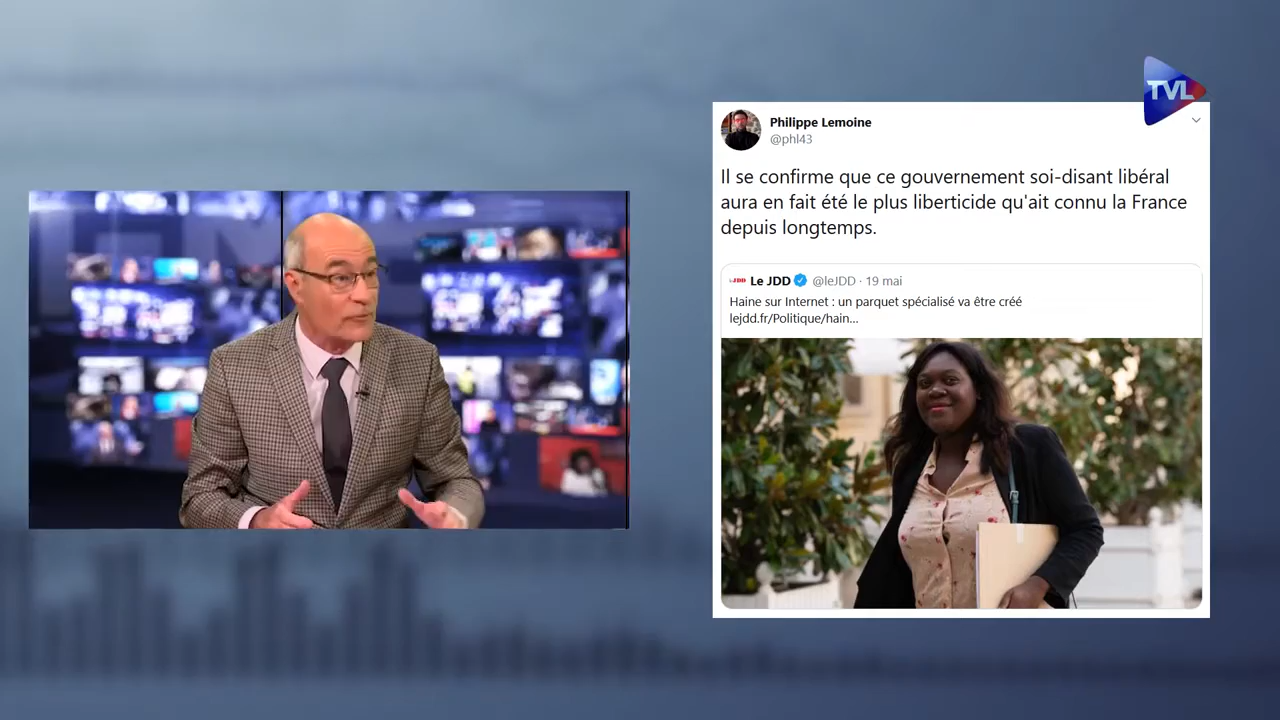 TVL
Philippe Lemoine
@phl43
Il se confirme que ce gouvernement soi-disant libéral
aura en fait été le plus liberticide qu'ait connu la France
depuis longtemps.
JDD Le JDD @leJDD · 19 mai
Haine sur Internet : un parquet spécialisé va être créé
lejdd.fr/Politique/hain...